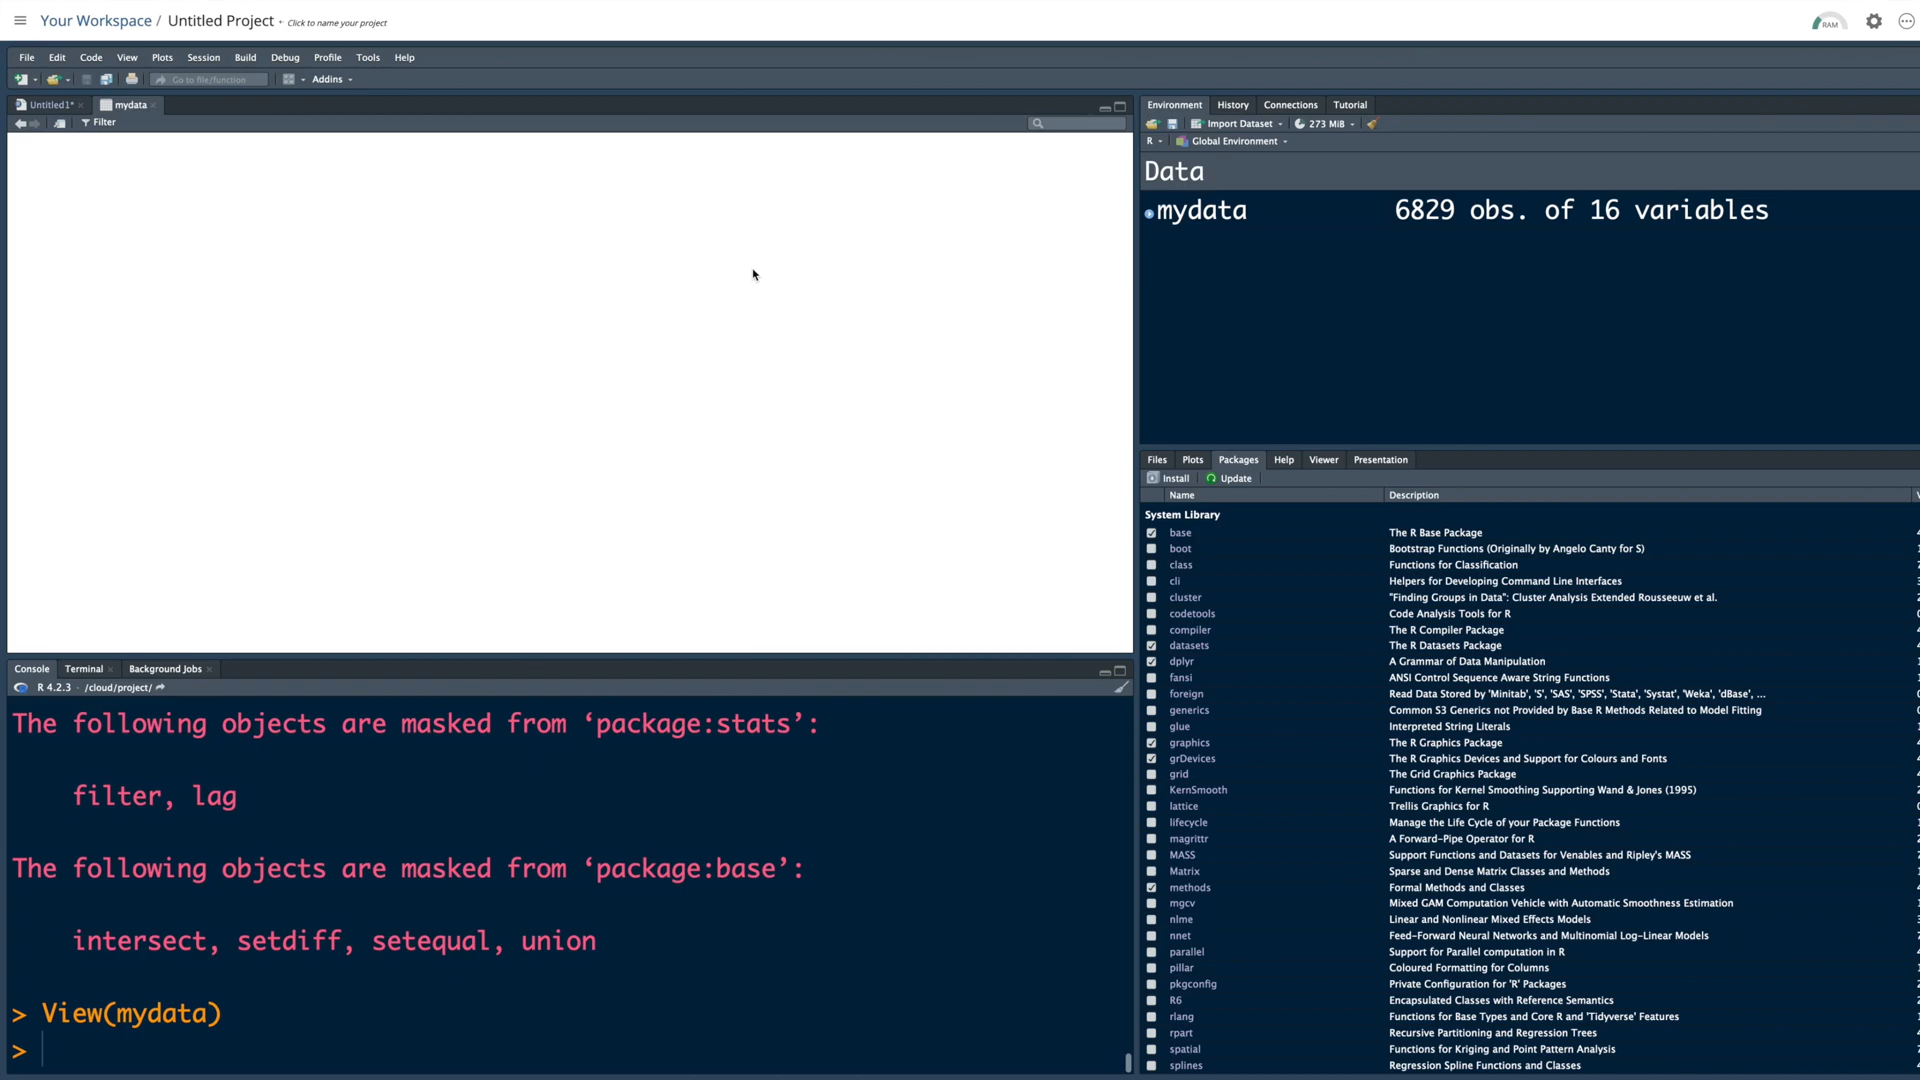 Your Workspace / Untitled Project Click to name your project
RAM
File Edit Code View Plots Session Build Debug Profile Tools Help
Go to file/function Addins
Untitled1* mydata
Filter
Environment History Connections Tutorial
Import Dataset 273 MiB
R Global Environment
Data
mydata 6829 obs. of 16 variables
Files Plots Packages Help Viewer Presentation
Install Update
Name Description
System Library
base The R Base Package
boot Bootstrap Functions (Originally by Angelo Canty for S)
class Functions for Classification
cli Helpers for Developing Command Line Interfaces
cluster "Finding Groups in Data": Cluster Analysis Extended Rousseeuw et al.
codetools Code Analysis Tools for R
compiler The R Compiler Package
datasets The R Datasets Package
dplyr A Grammar of Data Manipulation
fansi ANSI Control Sequence Aware String Functions
foreign Read Data Stored by 'Minitab', 'S', 'SAS', 'SPSS', 'Stata', 'Systat', 'Weka', 'dBase', ...
generics Common S3 Generics not Provided by Base R Methods Related to Model Fitting
glue Interpreted String Literals
graphics The R Graphics Package
grDevices The R Graphics Devices and Support for Colours and Fonts
grid The Grid Graphics Package
KernSmooth Functions for Kernel Smoothing Supporting Wand & Jones (1995)
lattice Trellis Graphics for R
lifecycle Manage the Life Cycle of your Package Functions
magrittr A Forward-Pipe Operator for R
MASS Support Functions and Datasets for Venables and Ripley's MASS
Matrix Sparse and Dense Matrix Classes and Methods
methods Formal Methods and Classes
mgcv Mixed GAM Computation Vehicle with Automatic Smoothness Estimation
nlme Linear and Nonlinear Mixed Effects Models
nnet Feed-Forward Neural Networks and Multinomial Log-Linear Models
parallel Support for Parallel computation in R
pillar Coloured Formatting for Columns
pkgconfig Private Configuration for 'R' Packages
R6 Encapsulated Classes with Reference Semantics
rlang Functions for Base Types and Core R and 'Tidyverse' Features
rpart Recursive Partitioning and Regression Trees
spatial Functions for Kriging and Point Pattern Analysis
splines Regression Spline Functions and Classes
Console Terminal Background Jobs
R 4.2.3 · /cloud/project/
The following objects are masked from ‘package:stats’:
filter, lag
The following objects are masked from ‘package:base’:
intersect, setdiff, setequal, union
> View(mydata)
>